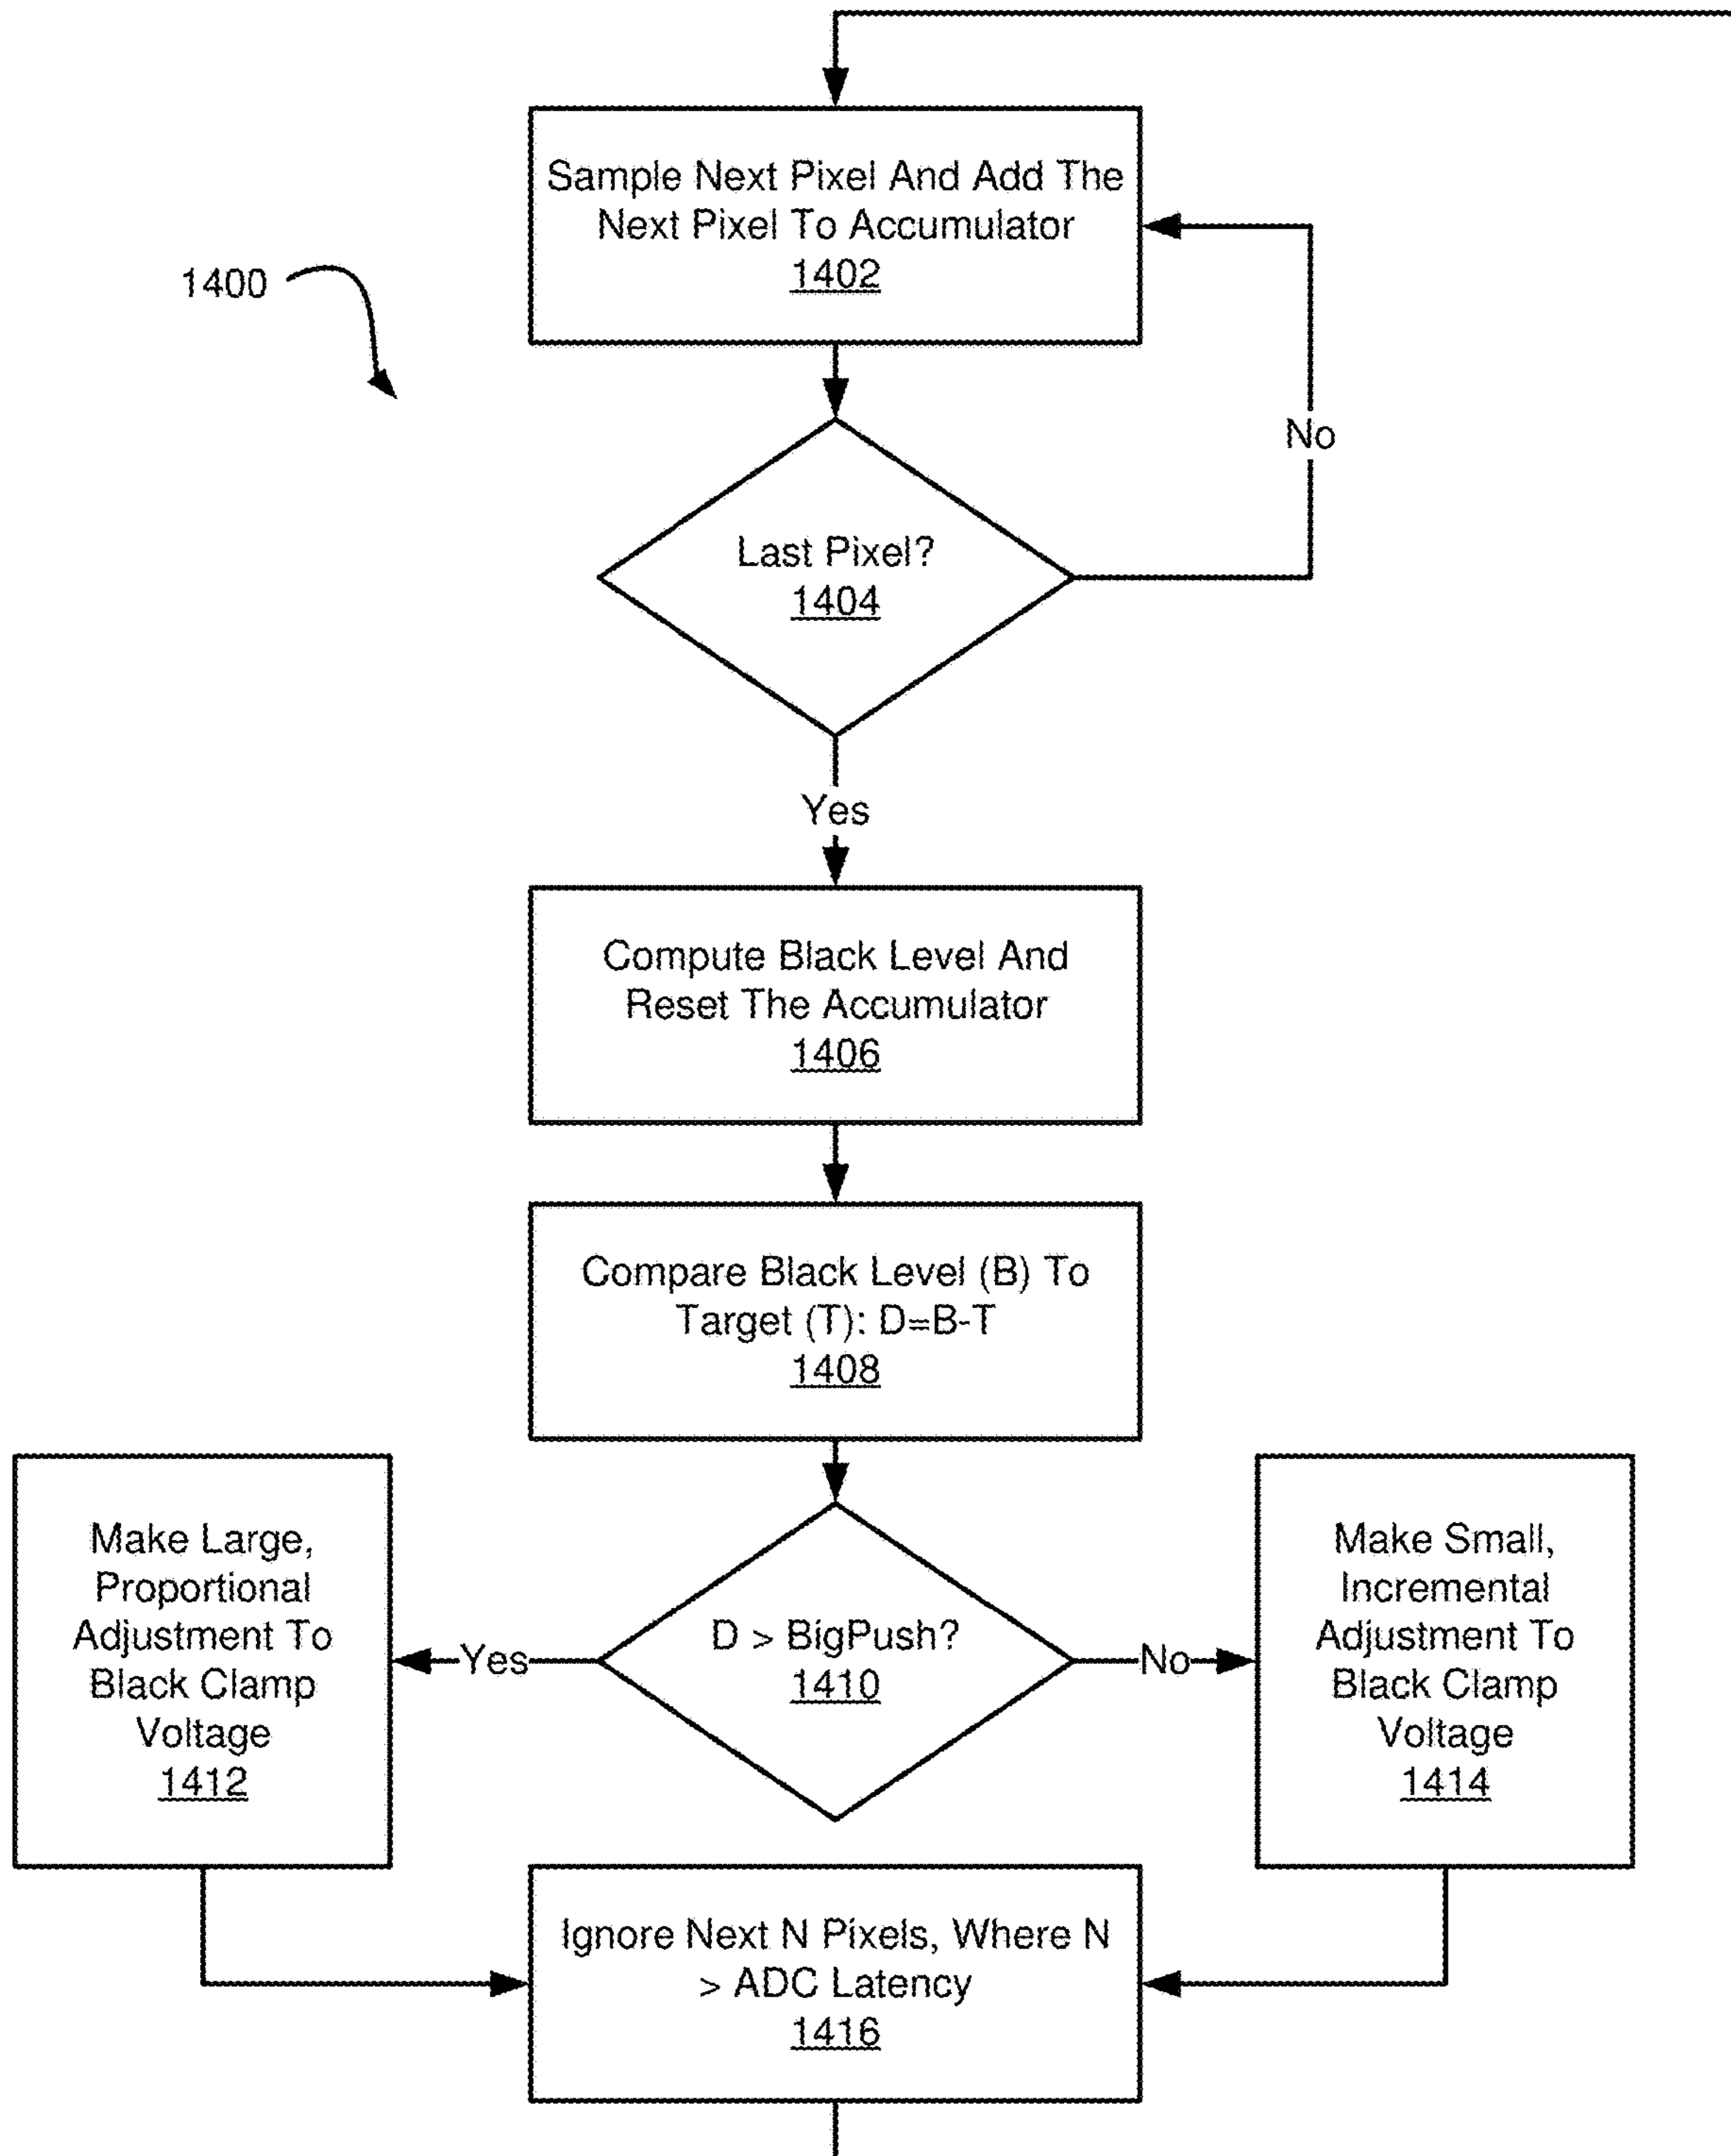 Sample Next Pixel And Add The
Next Pixel To Accumulator
1402
1400
No
Last Pixel?
1404
Yes
Compute Black Level And
Reset The Accumulator
1406
Compare Black Level (B) To
Target (T): D=B-T
1408
Make Large,
Proportional
Adjustment To
Black Clamp
Voltage
1412
Yes
D > BigPush?
1410
No
Make Small,
Incremental
Adjustment To
Black Clamp
Voltage
1414
Ignore Next N Pixels, Where N
> ADC Latency
1416